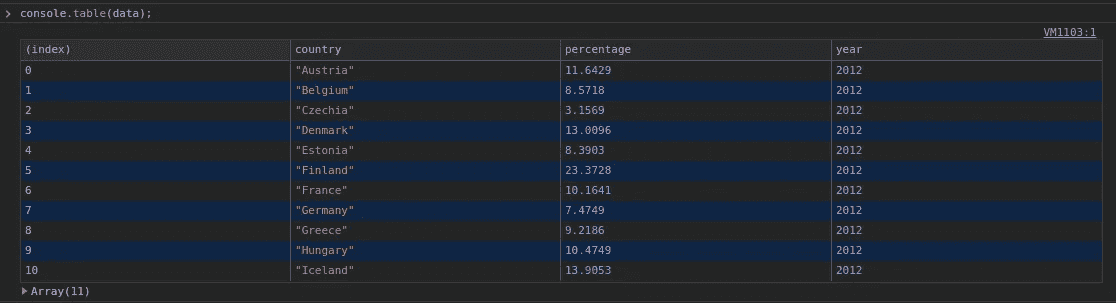 console.table(data);
VM1103:1
(index) country percentage year
0 "Austria" 11.6429 2012
1 "Belgium" 8.5718 2012
2 "Czechia" 3.1569 2012
3 "Denmark" 13.0096 2012
4 "Estonia" 8.3903 2012
5 "Finland" 23.3728 2012
6 "France" 10.1641 2012
7 "Germany" 7.4749 2012
8 "Greece" 9.2186 2012
9 "Hungary" 10.4749 2012
10 "Iceland" 13.9053 2012
Array(11)